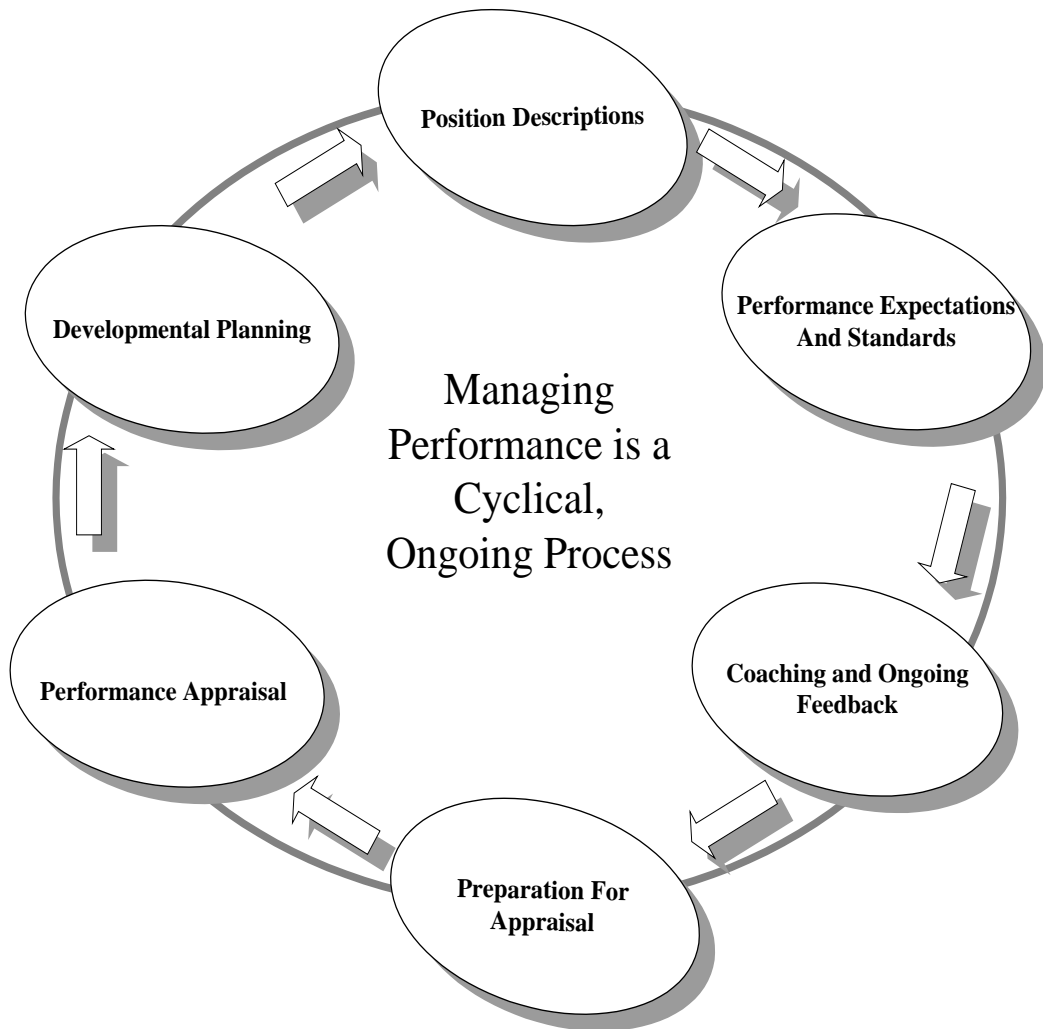 Position Descriptions
Performance Expectations
And Standards
Developmental Planning
Managing
Performance is a
Cyclical,
Ongoing Process
Coaching and Ongoing
Feedback
Performance Appraisal
Preparation For
Appraisal